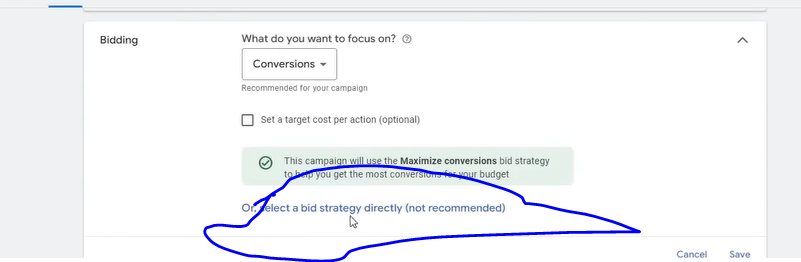 Bidding
What do you want to focus on?
Conversions
Recommended for your campaign
Set a target cost per action (optional)
This campaign will use the Maximize conversions bid strategy
to help you get the most conversions for your budget
Or, select a bid strategy directly (not recommended)
Cancel Save